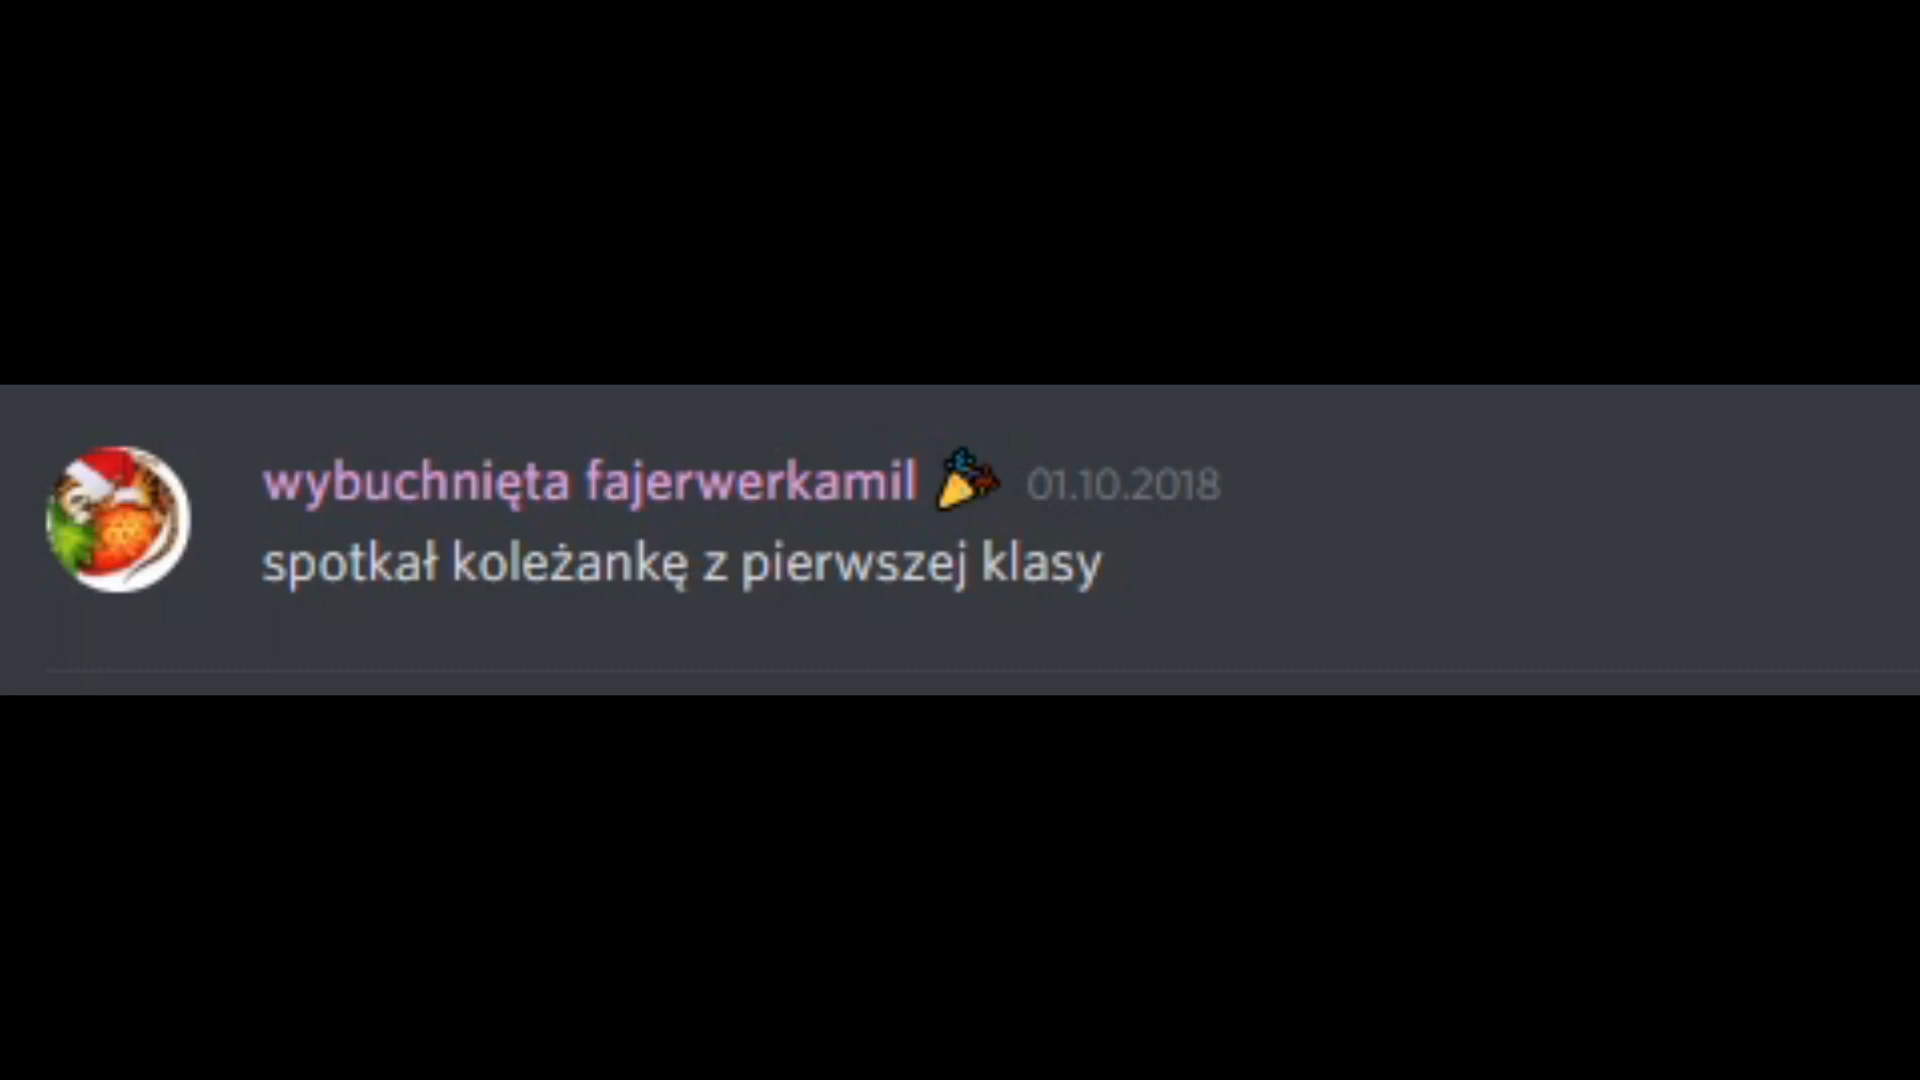 wybuchnięta fajerwerkamil 🎉 01.10.2018
spotkał koleżankę z pierwszej klasy